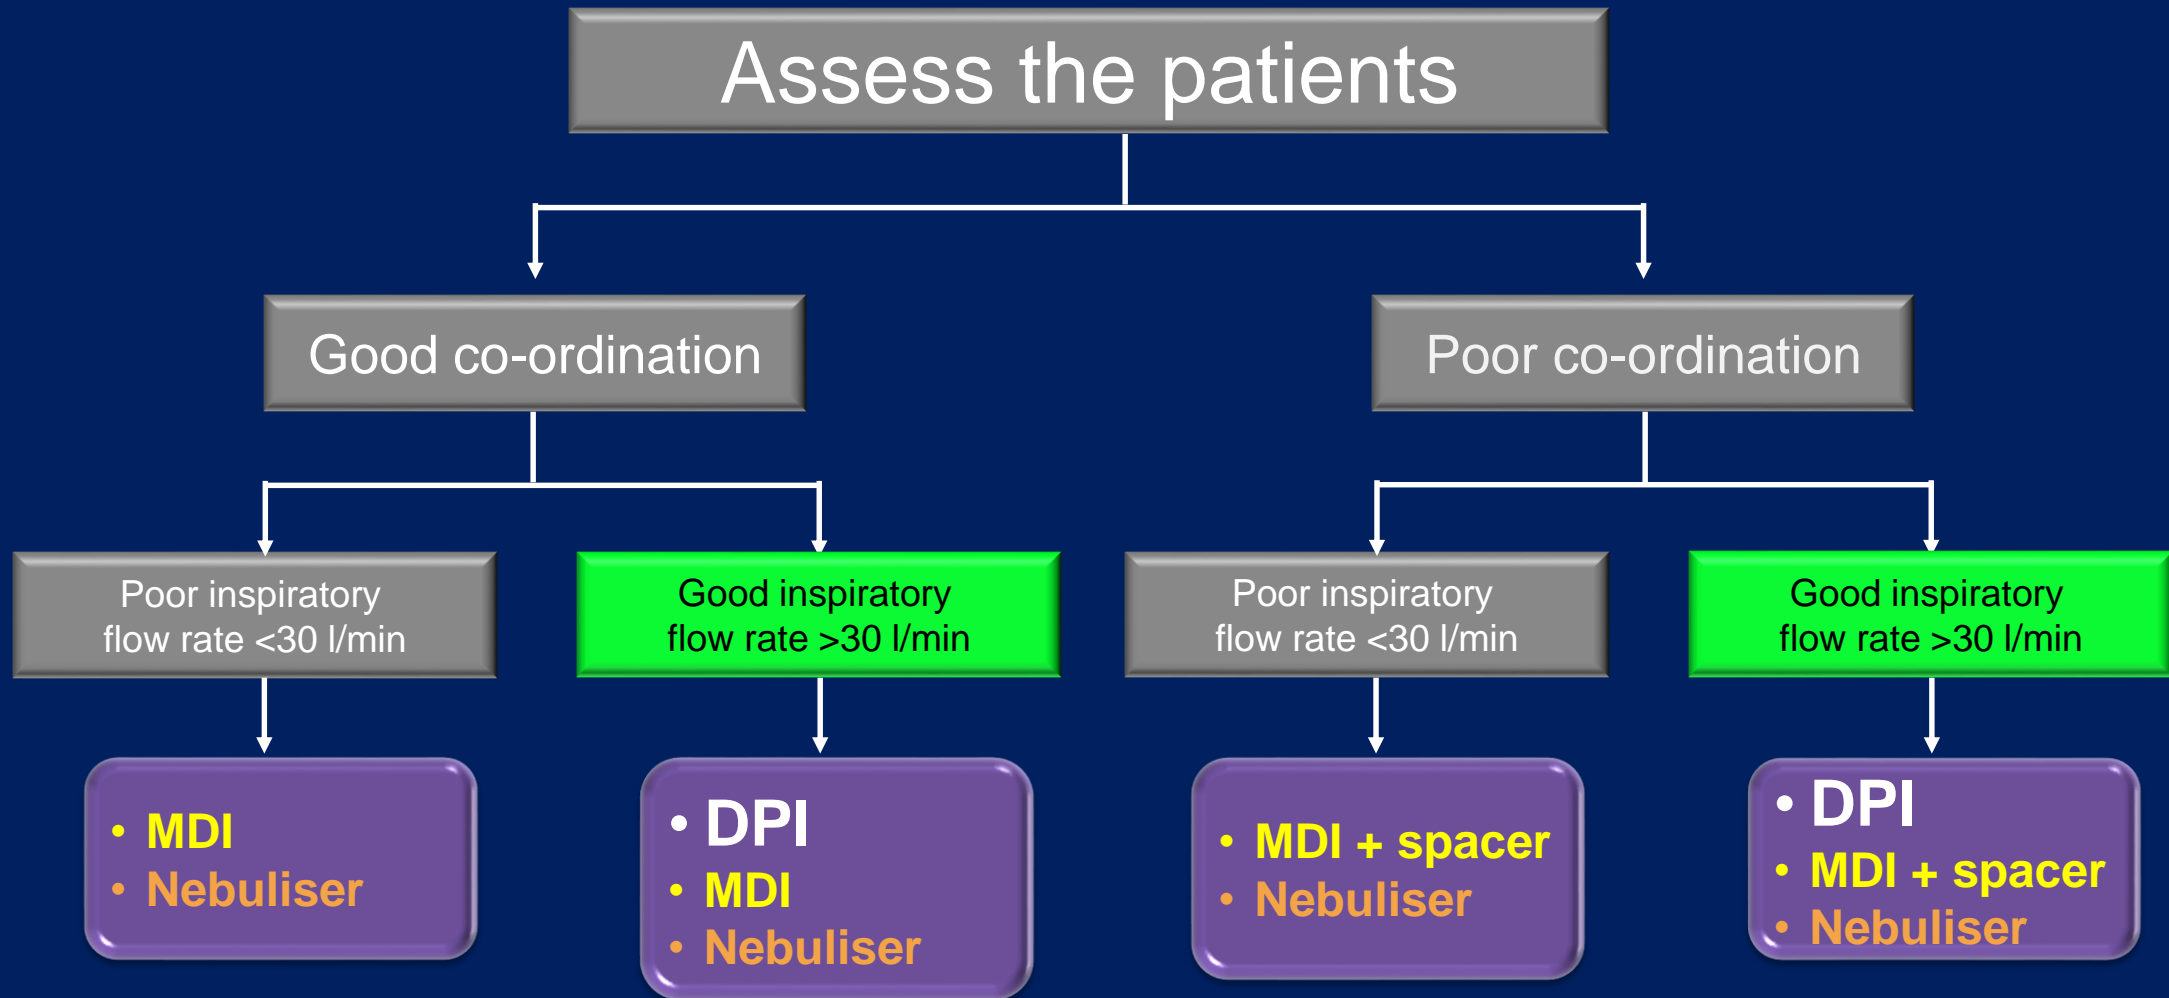 Assess the patients
Good co-ordination
Poor co-ordination
Poor inspiratory
flow rate <30 l/min
Good inspiratory
flow rate >30 l/min
Poor inspiratory
flow rate <30 l/min
Good inspiratory
flow rate >30 l/min
• MDI
• Nebuliser
• DPI
• MDI
• Nebuliser
• MDI + spacer
• Nebuliser
• DPI
• MDI + spacer
• Nebuliser